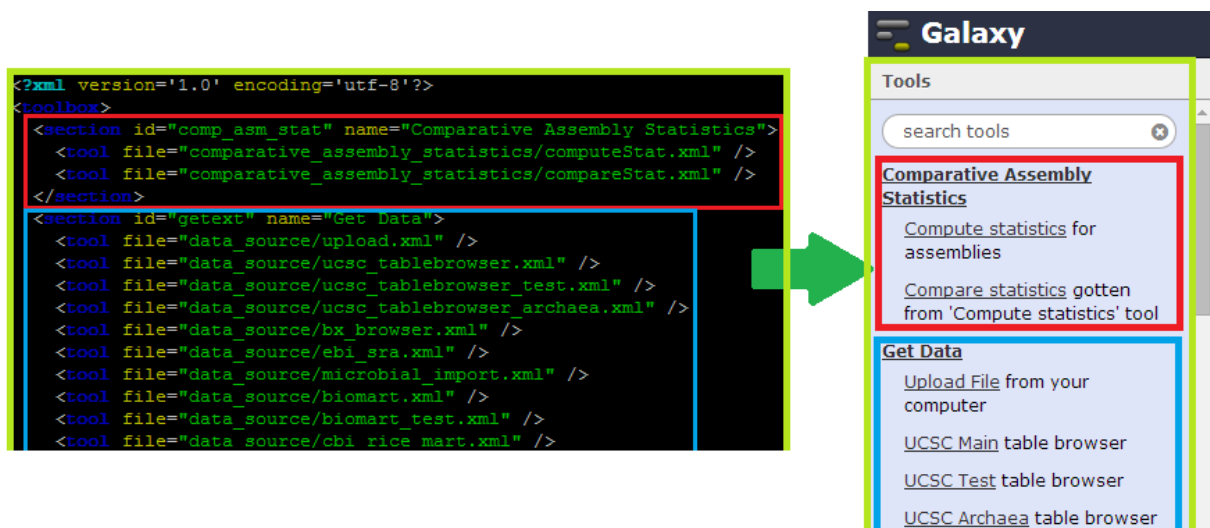 <?xml version='1.0' encoding='utf-8'?>
<toolbox>
<section id="comp_asm_stat" name="Comparative Assembly Statistics">
<tool file="comparative_assembly_statistics/computeStat.xml" />
<tool file="comparative_assembly_statistics/compareStat.xml" />
</section>
<section id="getext" name="Get Data">
<tool file="data_source/upload.xml" />
<tool file="data_source/ucsc_tablebrowser.xml" />
<tool file="data_source/ucsc_tablebrowser_test.xml" />
<tool file="data_source/ucsc_tablebrowser_archaea.xml" />
<tool file="data_source/bx_browser.xml" />
<tool file="data_source/ebi_sra.xml" />
<tool file="data_source/microbial_import.xml" />
<tool file="data_source/biomart.xml" />
<tool file="data_source/biomart_test.xml" />
<tool file="data_source/cbi_rice_mart.xml" />
Galaxy
Tools
search tools
Comparative Assembly
Statistics
Compute statistics for
assemblies
Compare statistics gotten
from 'Compute statistics' tool
Get Data
Upload File from your
computer
UCSC Main table browser
UCSC Test table browser
UCSC Archaea table browser